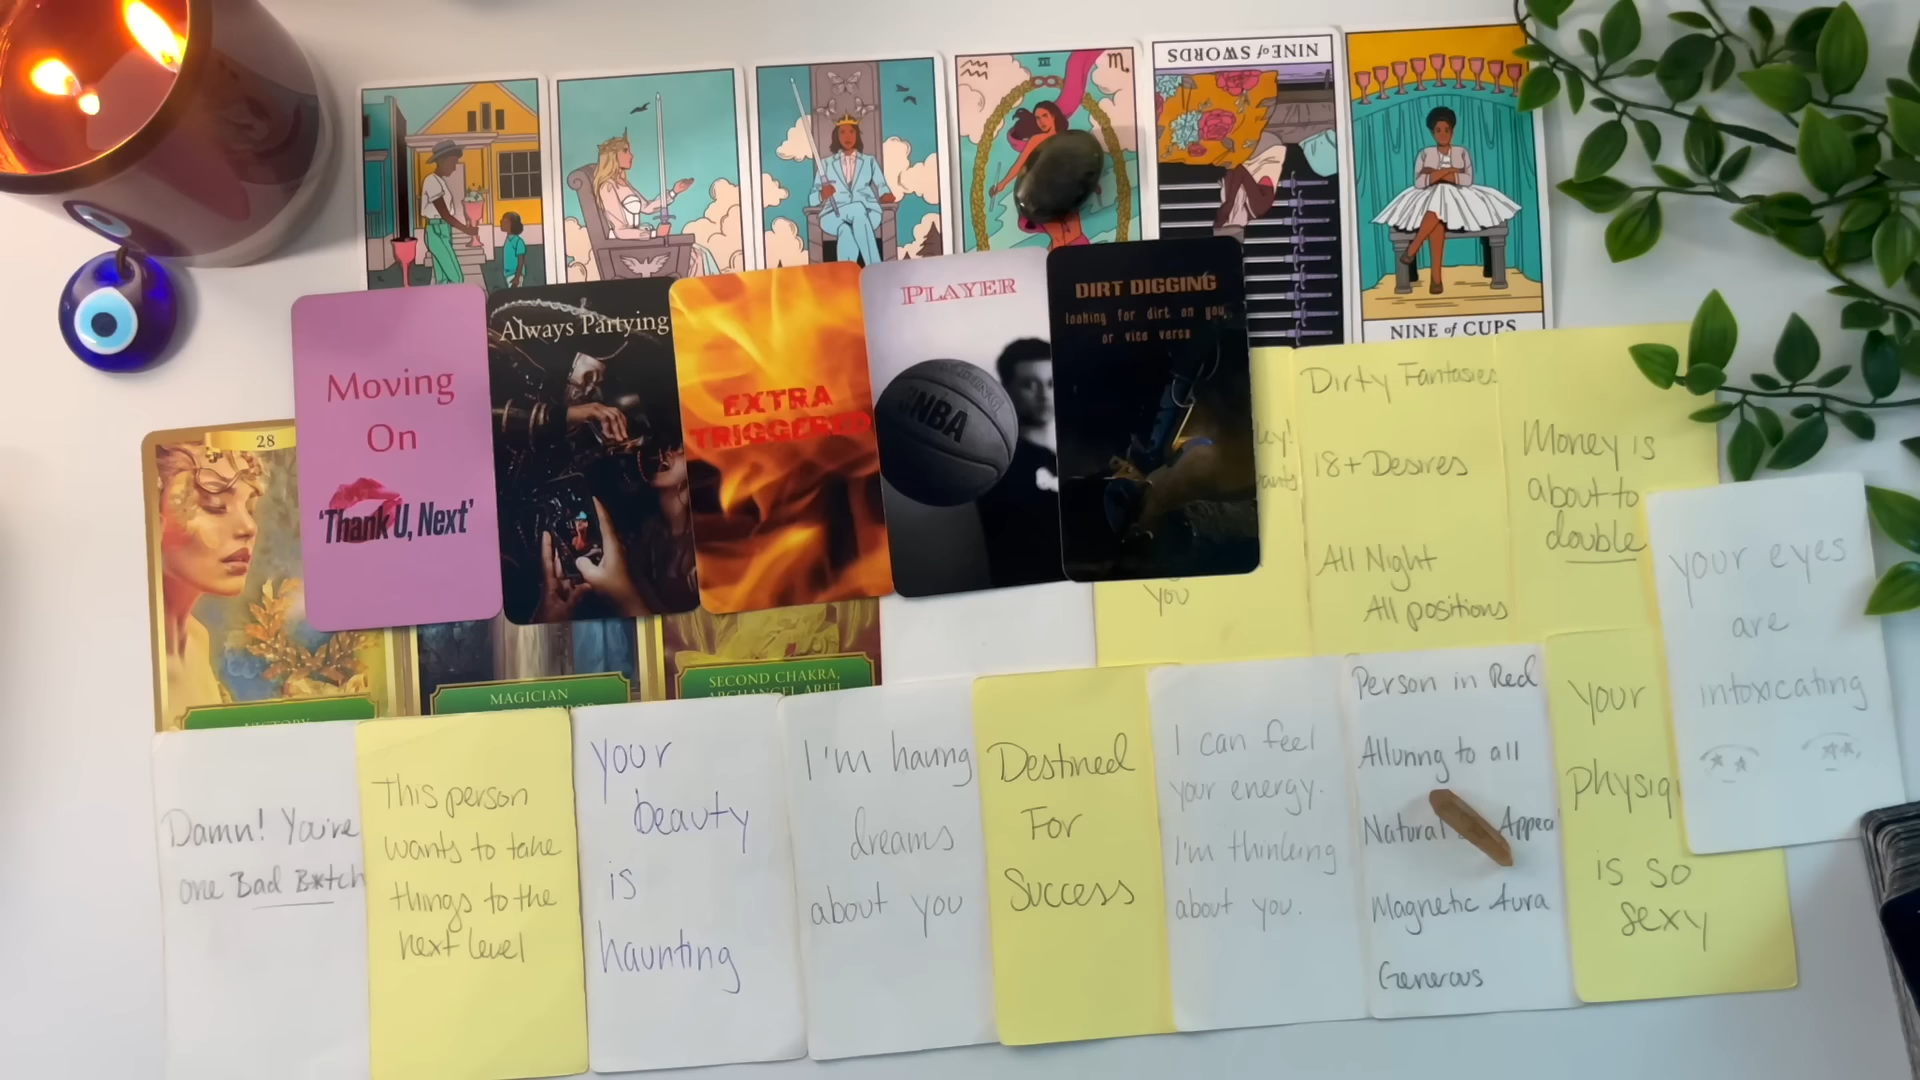 NINE of SWORDS
III
NINE of CUPS
Moving
On
'Thank U, Next'
Always Partying
EXTRA
TRIGGERED
PLAYER
NBA
DIRT DIGGING
looking for dirt on you,
or vice versa
28
MAGICIAN
SECOND CHAKRA,
ARCHANGEL ARIEL
you
Dirty Fantasies
18+ Desires
All Night
All positions
Money is
about to
double
your eyes
are
intoxicating
Damn! You're
one Bad B*tch
This person
wants to take
things to the
next level
your
beauty
is
haunting
I'm having
dreams
about you
Destined
For
Success
I can feel
your energy.
I'm thinking
about you.
Person in Red
Alluring to all
Natural Appea
Magnetic Aura
Generous
Your
Physiq
is so
sexy